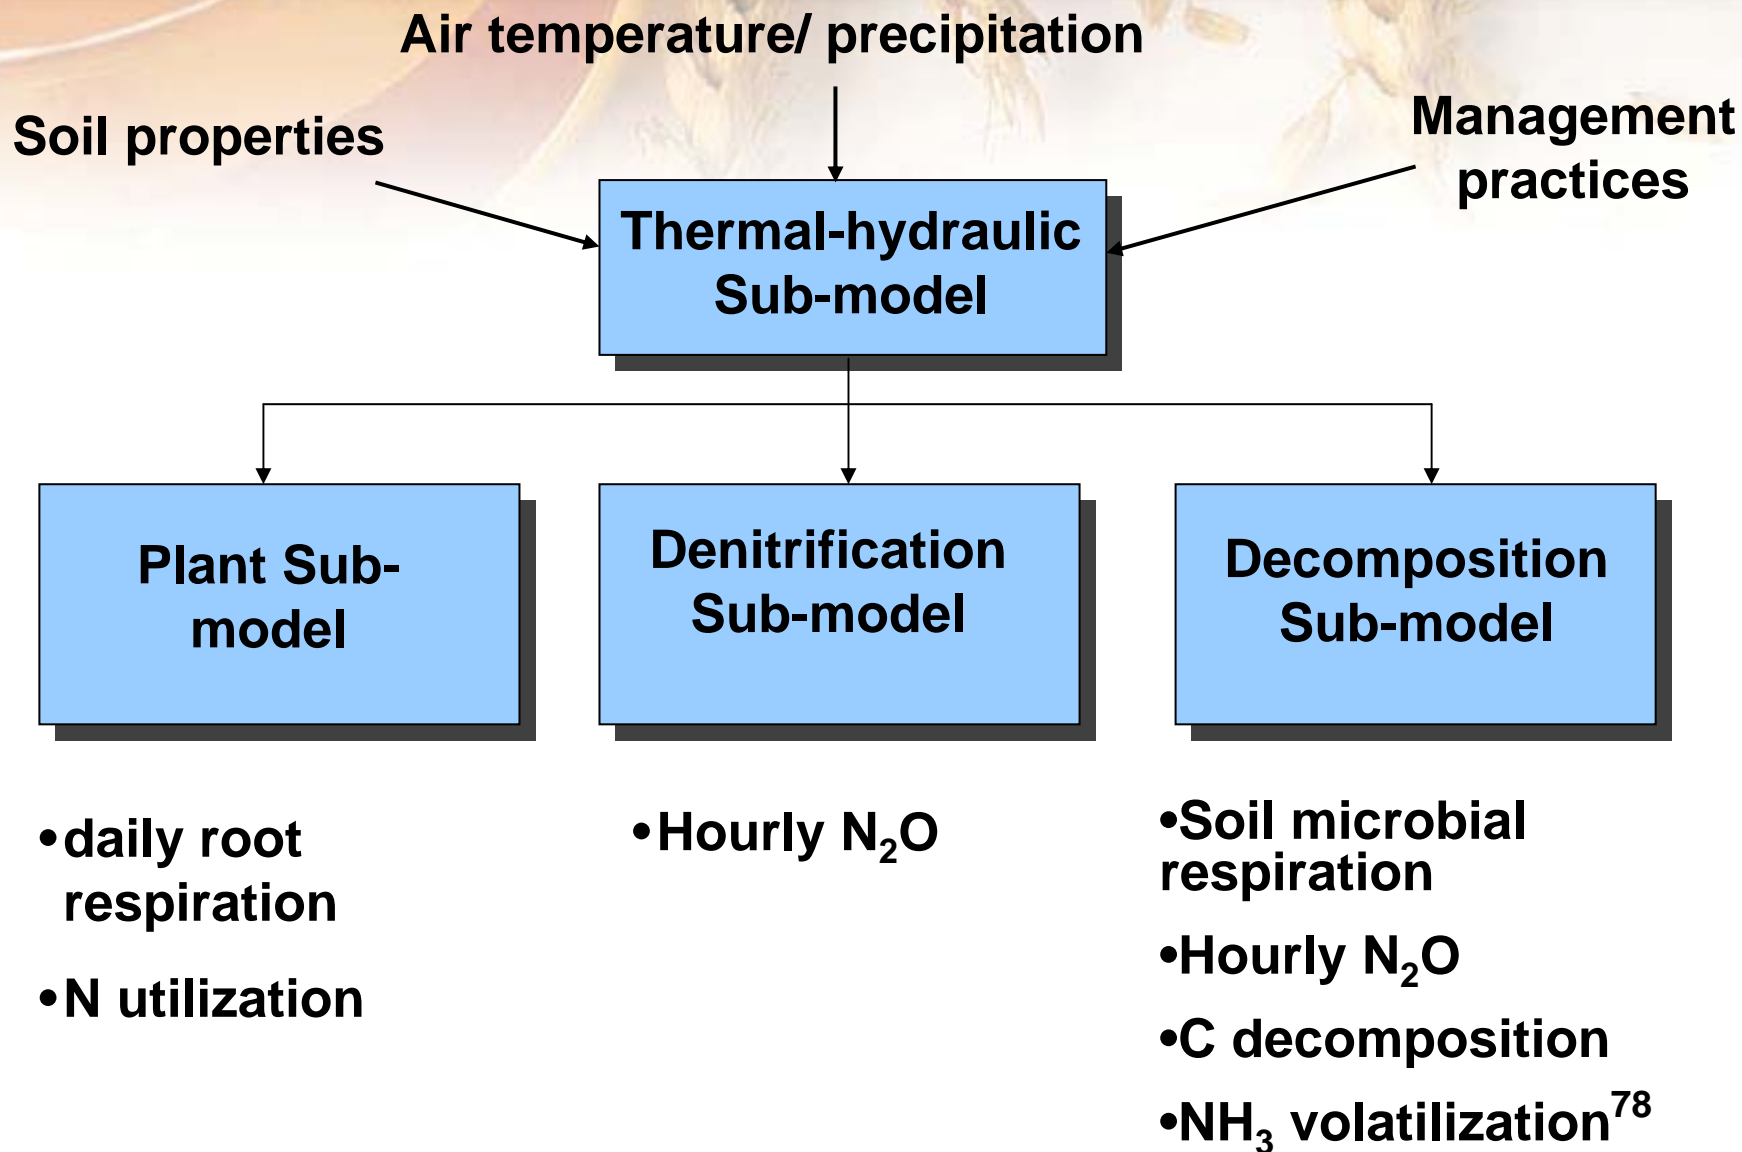 Air temperature/ precipitation
Soil properties
Management
practices
Thermal-hydraulic
Sub-model
Plant Sub-
model
Denitrification
Sub-model
Decomposition
Sub-model
•daily root
respiration
•N utilization
•Hourly N₂O
•Soil microbial
respiration
•Hourly N₂O
•C decomposition
•NH₃ volatilization⁷⁸